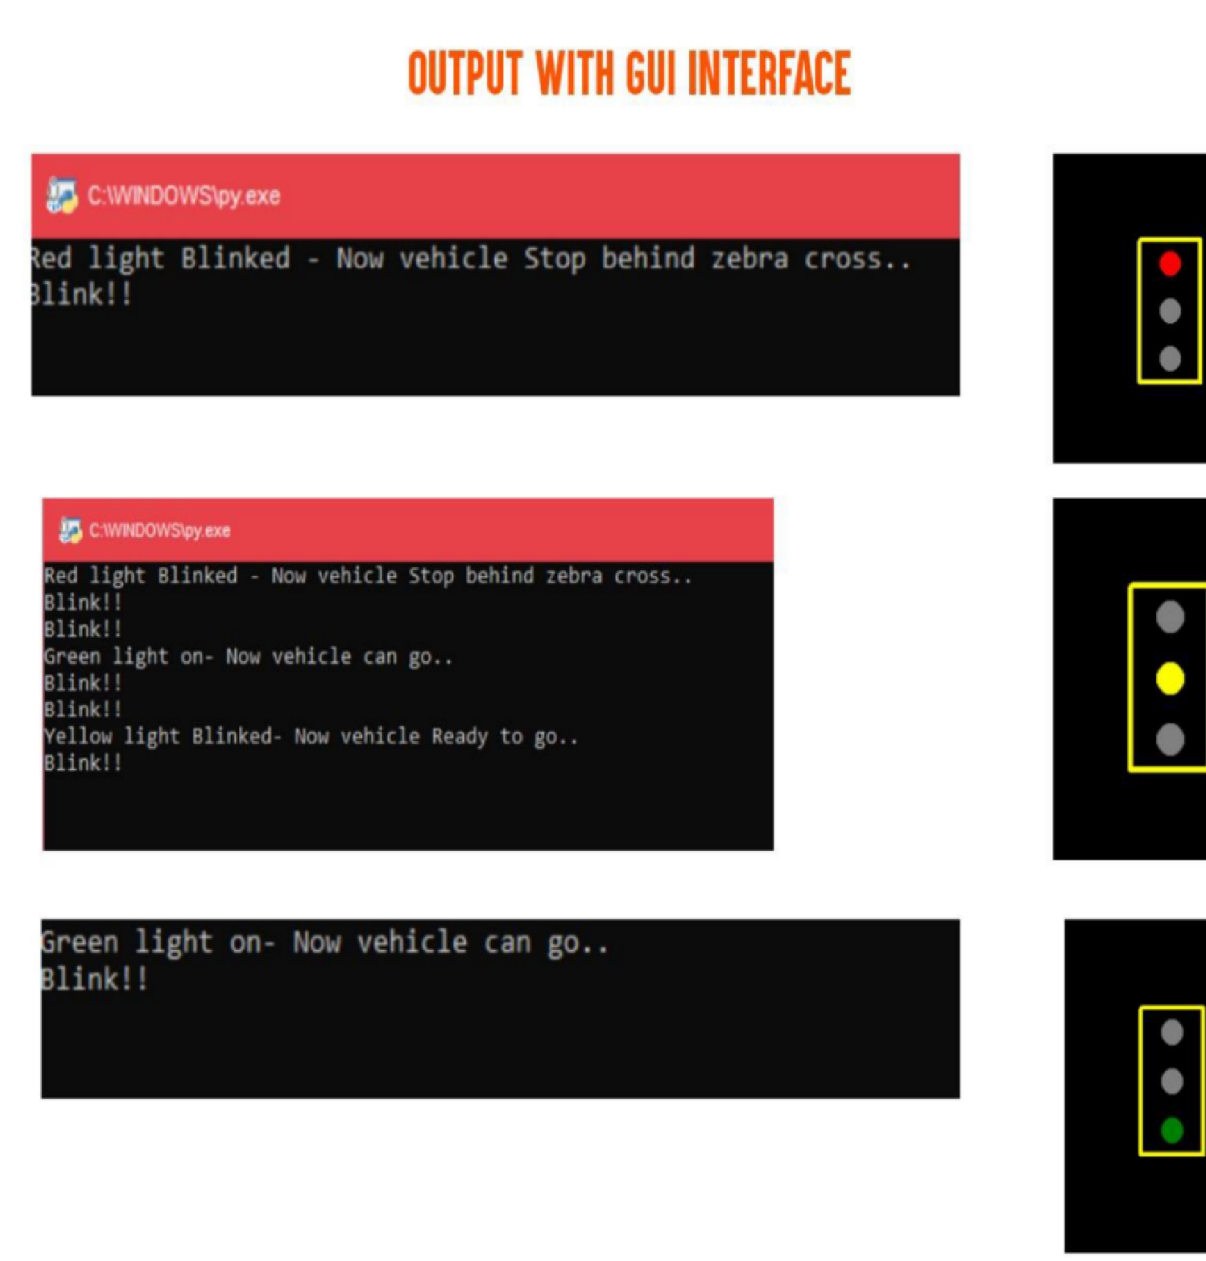 OUTPUT WITH GUI INTERFACE
C:\WINDOWS\py.exe
Red light Blinked - Now vehicle Stop behind zebra cross..
Blink!!
C:\WINDOWS\py.exe
Red light Blinked - Now vehicle Stop behind zebra cross..
Blink!!
Blink!!
Green light on- Now vehicle can go..
Blink!!
Blink!!
Yellow light Blinked- Now vehicle Ready to go..
Blink!!
Green light on- Now vehicle can go..
Blink!!